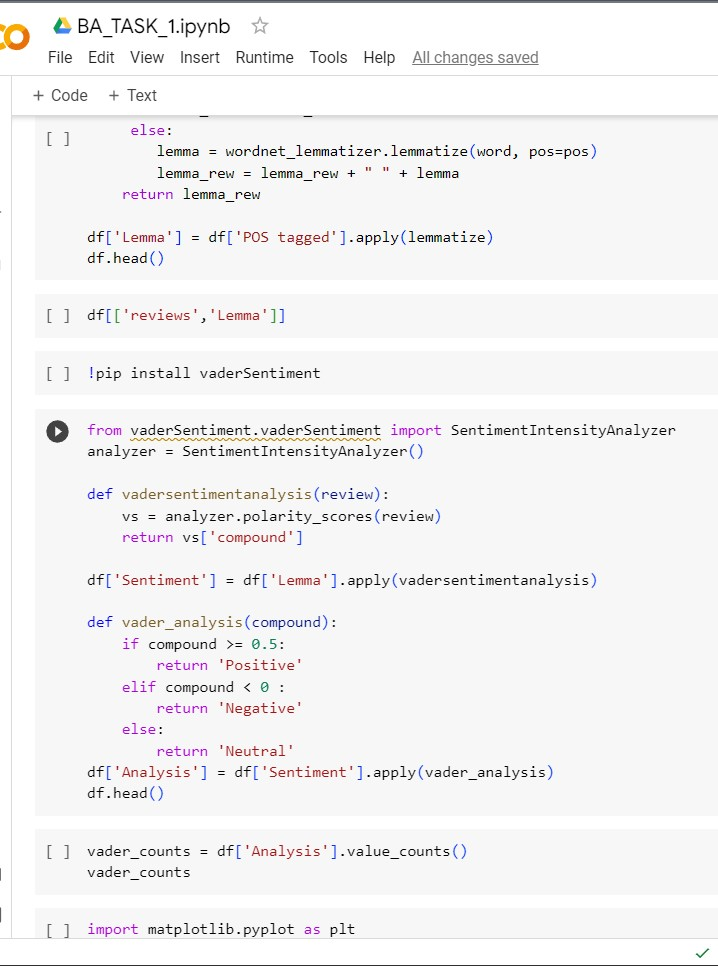 BA_TASK_1.ipynb
File Edit View Insert Runtime Tools Help All changes saved
+ Code + Text
[ ] else:
lemma = wordnet_lemmatizer.lemmatize(word, pos=pos)
lemma_rew = lemma_rew + " " + lemma
return lemma_rew
df['Lemma'] = df['POS tagged'].apply(lemmatize)
df.head()
[ ] df[['reviews','Lemma']]
[ ] !pip install vaderSentiment
from vaderSentiment.vaderSentiment import SentimentIntensityAnalyzer
analyzer = SentimentIntensityAnalyzer()
def vadersentimentanalysis(review):
vs = analyzer.polarity_scores(review)
return vs['compound']
df['Sentiment'] = df['Lemma'].apply(vadersentimentanalysis)
def vader_analysis(compound):
if compound >= 0.5:
return 'Positive'
elif compound < 0 :
return 'Negative'
else:
return 'Neutral'
df['Analysis'] = df['Sentiment'].apply(vader_analysis)
df.head()
[ ] vader_counts = df['Analysis'].value_counts()
vader_counts
[ ] import matplotlib.pyplot as plt